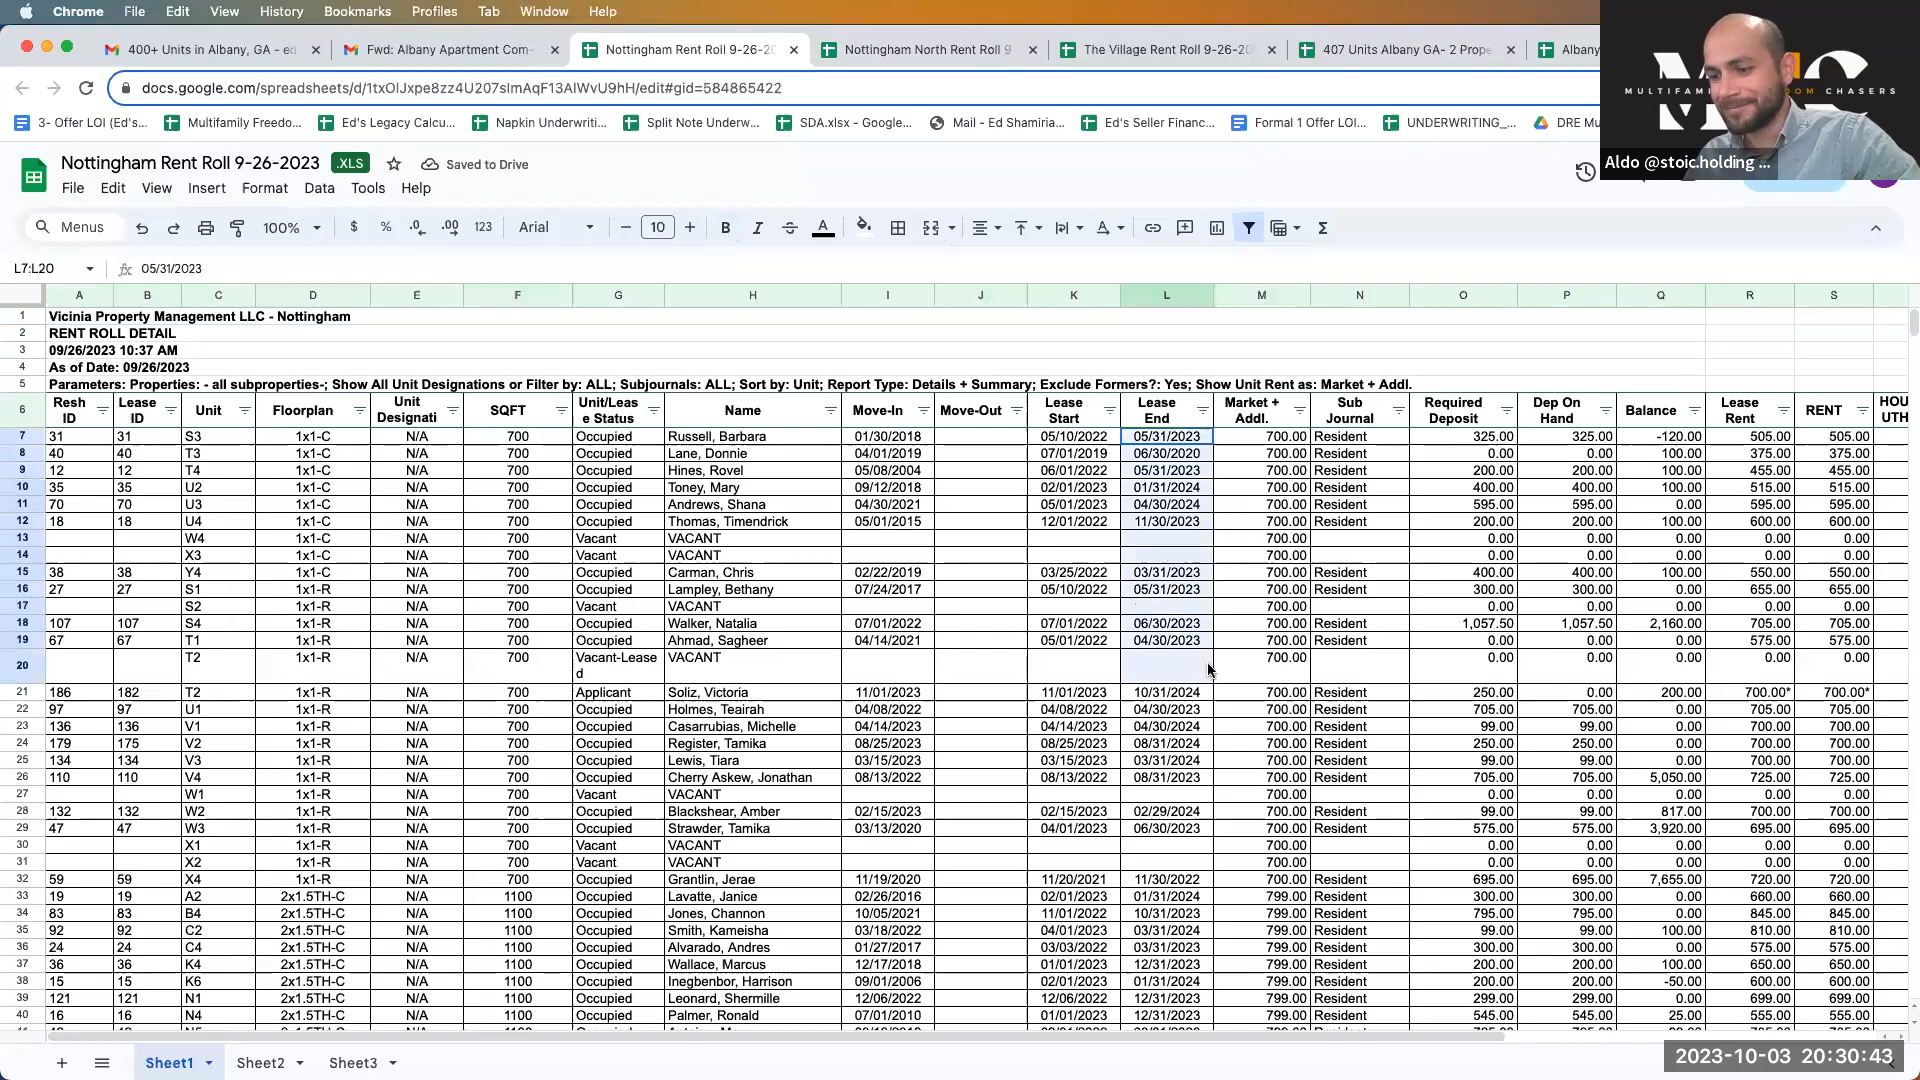 Chrome File Edit View History Bookmarks Profiles Tab Window Help
400+ Units in Albany, GA - ed Fwd: Albany Apartment Com- Nottingham Rent Roll 9-26-20 Nottingham North Rent Roll 9- The Village Rent Roll 9-26-20 407 Units Albany GA- 2 Prope Albany
docs.google.com/spreadsheets/d/1txOlJxpe8zz4U207slmAqF13AlWvU9hH/edit#gid=584865422
3- Offer LOI (Ed's... Multifamily Freedo... Ed's Legacy Calcu... Napkin Underwriti... Split Note Underw... SDA.xlsx - Google... Mail - Ed Shamiria... Ed's Seller Financ... Formal 1 Offer LOI... UNDERWRITING_... DRE Mu
Aldo @stoic.holding ...
Nottingham Rent Roll 9-26-2023 .XLS Saved to Drive
File Edit View Insert Format Data Tools Help
Menus 100% $ % .0 .00 123 Arial 10 B I A Σ
L7:L20 fx 05/31/2023
A B C D E F G H I J K L M N O P Q R S
1 Vicinia Property Management LLC - Nottingham
2 RENT ROLL DETAIL
3 09/26/2023 10:37 AM
4 As of Date: 09/26/2023
5 Parameters: Properties: - all subproperties-; Show All Unit Designations or Filter by: ALL; Subjournals: ALL; Sort by: Unit; Report Type: Details + Summary; Exclude Formers?: Yes; Show Unit Rent as: Market + Addl.
6 Resh ID Lease ID Unit Floorplan Unit Designati SQFT Unit/Leas e Status Name Move-In Move-Out Lease Start Lease End Market + Addl. Sub Journal Required Deposit Dep On Hand Balance Lease Rent RENT HOU UTH
7 31 31 S3 1x1-C N/A 700 Occupied Russell, Barbara 01/30/2018 05/10/2022 05/31/2023 700.00 Resident 325.00 325.00 -120.00 505.00 505.00
8 40 40 T3 1x1-C N/A 700 Occupied Lane, Donnie 04/01/2019 07/01/2019 06/30/2020 700.00 Resident 0.00 0.00 100.00 375.00 375.00
9 12 12 T4 1x1-C N/A 700 Occupied Hines, Rovel 05/08/2004 06/01/2022 05/31/2023 700.00 Resident 200.00 200.00 100.00 455.00 455.00
10 35 35 U2 1x1-C N/A 700 Occupied Toney, Mary 09/12/2018 02/01/2023 01/31/2024 700.00 Resident 400.00 400.00 100.00 515.00 515.00
11 70 70 U3 1x1-C N/A 700 Occupied Andrews, Shana 04/30/2021 05/01/2023 04/30/2024 700.00 Resident 595.00 595.00 0.00 595.00 595.00
12 18 18 U4 1x1-C N/A 700 Occupied Thomas, Timendrick 05/01/2015 12/01/2022 11/30/2023 700.00 Resident 200.00 200.00 100.00 600.00 600.00
13 W4 1x1-C N/A 700 Vacant VACANT 700.00 0.00 0.00 0.00 0.00 0.00
14 X3 1x1-C N/A 700 Vacant VACANT 700.00 0.00 0.00 0.00 0.00 0.00
15 38 38 Y4 1x1-C N/A 700 Occupied Carman, Chris 02/22/2019 03/25/2022 03/31/2023 700.00 Resident 400.00 400.00 100.00 550.00 550.00
16 27 27 S1 1x1-R N/A 700 Occupied Lampley, Bethany 07/24/2017 05/10/2022 05/31/2023 700.00 Resident 300.00 300.00 0.00 655.00 655.00
17 S2 1x1-R N/A 700 Vacant VACANT 700.00 0.00 0.00 0.00 0.00 0.00
18 107 107 S4 1x1-R N/A 700 Occupied Walker, Natalia 07/01/2022 07/01/2022 06/30/2023 700.00 Resident 1,057.50 1,057.50 2,160.00 705.00 705.00
19 67 67 T1 1x1-R N/A 700 Occupied Ahmad, Sagheer 04/14/2021 05/01/2022 04/30/2023 700.00 Resident 0.00 0.00 0.00 575.00 575.00
20 T2 1x1-R N/A 700 Vacant-Lease d VACANT 700.00 0.00 0.00 0.00 0.00 0.00
21 186 182 T2 1x1-R N/A 700 Applicant Soliz, Victoria 11/01/2023 11/01/2023 10/31/2024 700.00 Resident 250.00 0.00 200.00 700.00* 700.00*
22 97 97 U1 1x1-R N/A 700 Occupied Holmes, Teairah 04/08/2022 04/08/2022 04/30/2023 700.00 Resident 705.00 705.00 0.00 705.00 705.00
23 136 136 V1 1x1-R N/A 700 Occupied Casarrubias, Michelle 04/14/2023 04/14/2023 04/30/2024 700.00 Resident 99.00 99.00 0.00 700.00 700.00
24 179 175 V2 1x1-R N/A 700 Occupied Register, Tamika 08/25/2023 08/25/2023 08/31/2024 700.00 Resident 250.00 250.00 0.00 700.00 700.00
25 134 134 V3 1x1-R N/A 700 Occupied Lewis, Tiara 03/15/2023 03/15/2023 03/31/2024 700.00 Resident 99.00 99.00 0.00 700.00 700.00
26 110 110 V4 1x1-R N/A 700 Occupied Cherry Askew, Jonathan 08/13/2022 08/13/2022 08/31/2023 700.00 Resident 705.00 705.00 5,050.00 725.00 725.00
27 W1 1x1-R N/A 700 Vacant VACANT 700.00 0.00 0.00 0.00 0.00 0.00
28 132 132 W2 1x1-R N/A 700 Occupied Blackshear, Amber 02/15/2023 02/15/2023 02/29/2024 700.00 Resident 99.00 99.00 817.00 700.00 700.00
29 47 47 W3 1x1-R N/A 700 Occupied Strawder, Tamika 03/13/2020 04/01/2023 06/30/2023 700.00 Resident 575.00 575.00 3,920.00 695.00 695.00
30 X1 1x1-R N/A 700 Vacant VACANT 700.00 0.00 0.00 0.00 0.00 0.00
31 X2 1x1-R N/A 700 Vacant VACANT 700.00 0.00 0.00 0.00 0.00 0.00
32 59 59 X4 1x1-R N/A 700 Occupied Grantlin, Jerae 11/19/2020 11/20/2021 11/30/2022 700.00 Resident 695.00 695.00 7,655.00 720.00 720.00
33 19 19 A2 2x1.5TH-C N/A 1100 Occupied Lavatte, Janice 02/26/2016 02/01/2023 01/31/2024 799.00 Resident 300.00 300.00 0.00 660.00 660.00
34 83 83 B4 2x1.5TH-C N/A 1100 Occupied Jones, Channon 10/05/2021 11/01/2022 10/31/2023 799.00 Resident 795.00 795.00 0.00 845.00 845.00
35 92 92 C2 2x1.5TH-C N/A 1100 Occupied Smith, Kameisha 03/18/2022 04/01/2023 03/31/2024 799.00 Resident 99.00 99.00 100.00 810.00 810.00
36 24 24 C4 2x1.5TH-C N/A 1100 Occupied Alvarado, Andres 01/27/2017 03/03/2022 03/31/2023 799.00 Resident 300.00 300.00 0.00 575.00 575.00
37 36 36 K4 2x1.5TH-C N/A 1100 Occupied Wallace, Marcus 12/17/2018 01/01/2023 12/31/2023 799.00 Resident 200.00 200.00 100.00 650.00 650.00
38 15 15 K6 2x1.5TH-C N/A 1100 Occupied Inegbenbor, Harrison 09/01/2006 02/01/2023 01/31/2024 799.00 Resident 200.00 200.00 -50.00 600.00 600.00
39 121 121 N1 2x1.5TH-C N/A 1100 Occupied Leonard, Shermille 12/06/2022 12/06/2022 12/31/2023 799.00 Resident 299.00 299.00 0.00 699.00 699.00
40 16 16 N4 2x1.5TH-C N/A 1100 Occupied Palmer, Ronald 07/01/2010 01/01/2023 12/31/2023 799.00 Resident 545.00 545.00 25.00 555.00 555.00
Sheet1 Sheet2 Sheet3
2023-10-03 20:30:43